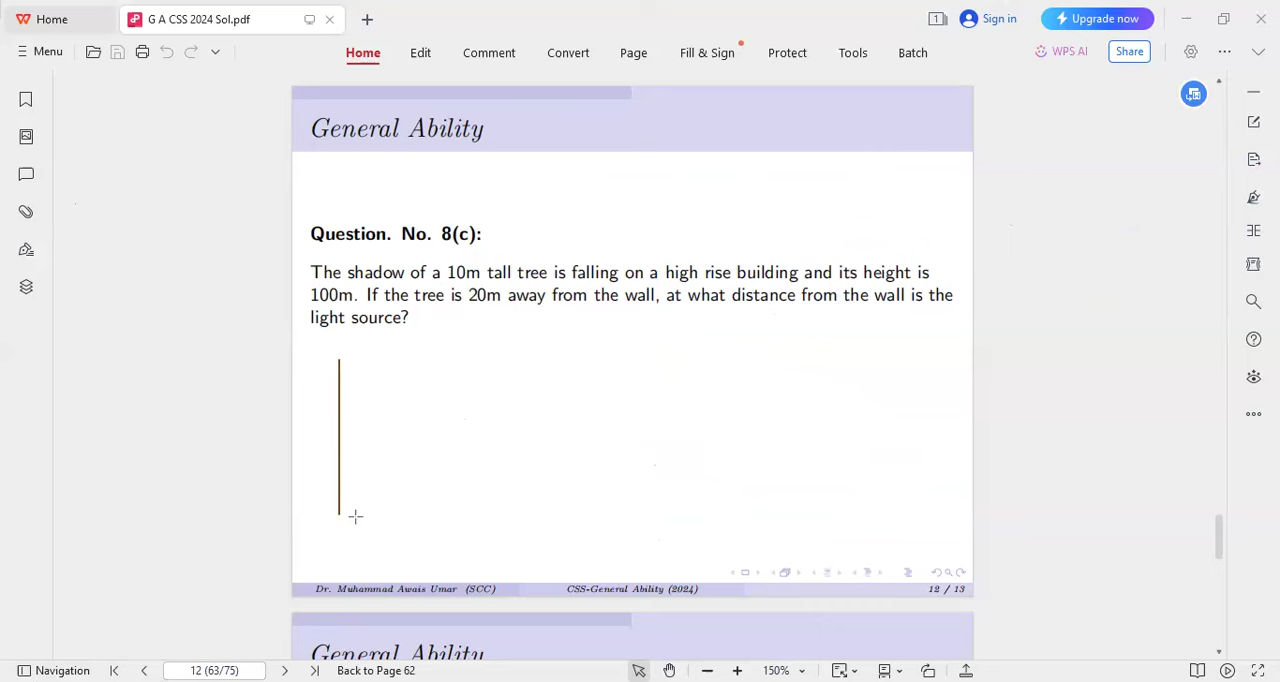 Home
G A CSS 2024 Sol.pdf
1
Sign in
Upgrade now
Menu
Home
Edit
Comment
Convert
Page
Fill & Sign
Protect
Tools
Batch
WPS AI
Share
General Ability
Question. No. 8(c):
The shadow of a 10m tall tree is falling on a high rise building and its height is
100m. If the tree is 20m away from the wall, at what distance from the wall is the
light source?
Dr. Muhammad Awais Umar (SCC)
CSS-General Ability (2024)
12 / 13
General Ability
Navigation
12 (63/75)
Back to Page 62
150%